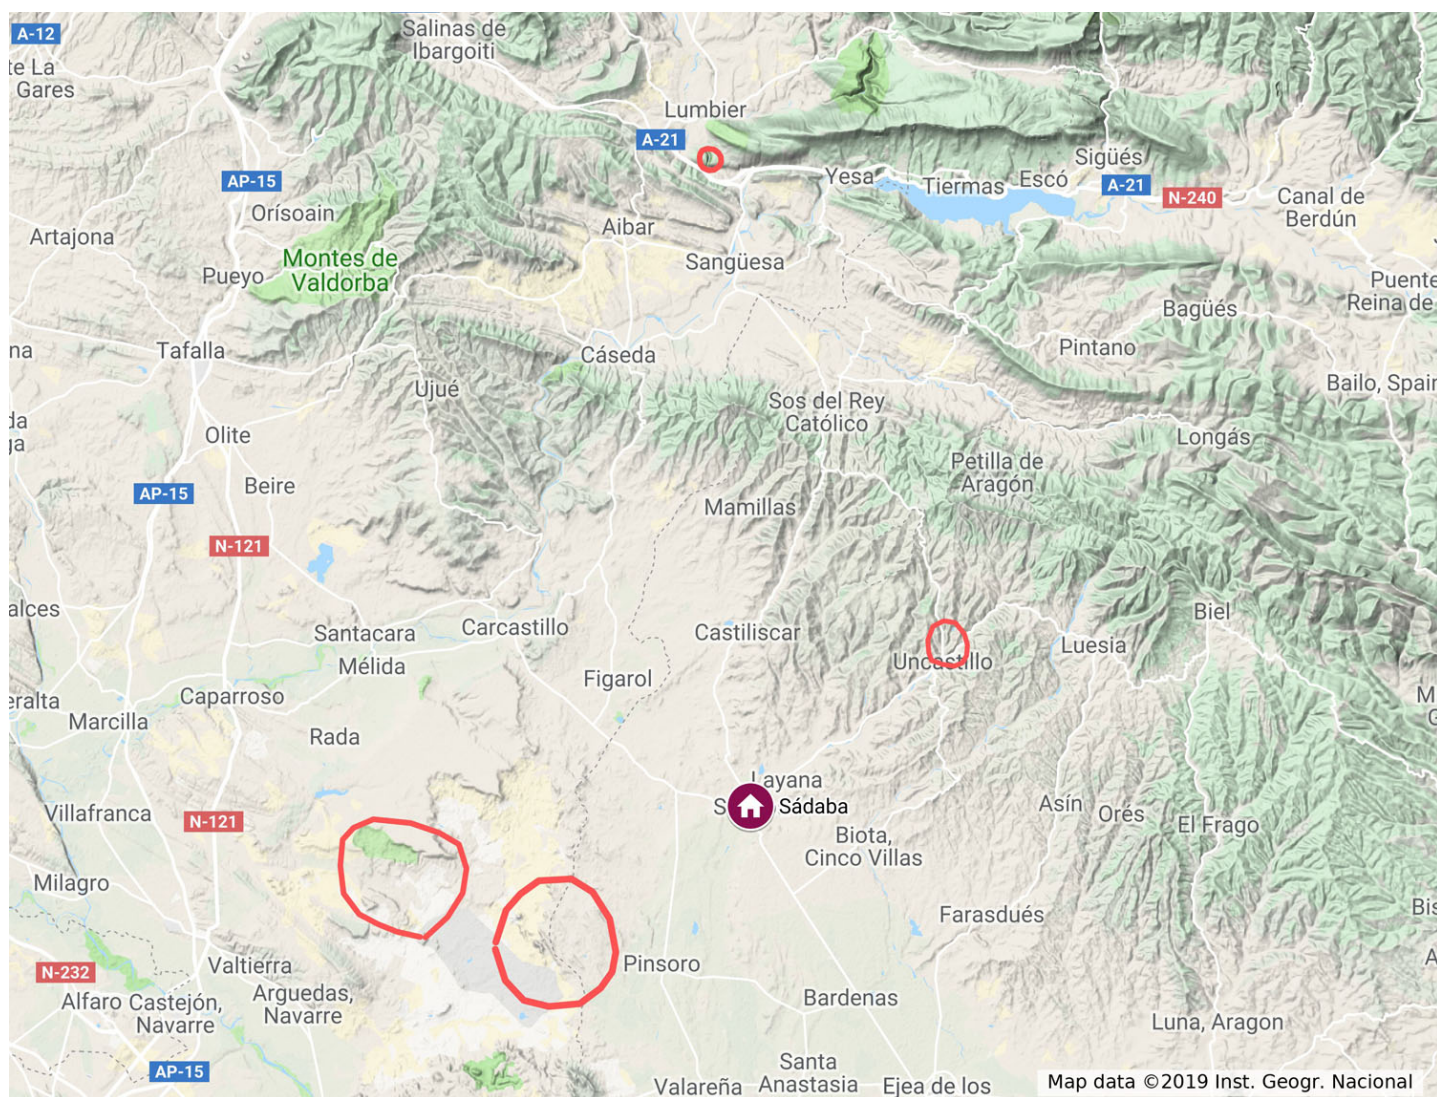 A-12
Salinas de
Ibargoiti
te La
Gares
Lumbier
A-21
Sigüés
Yesa
Tiermas
Escó
A-21
N-240
Canal de
Berdún
AP-15
Orísoain
Artajona
Aibar
Montes de
Valdorba
Pueyo
Sangüesa
Puente
Reina de
Bagüés
na
Tafalla
Cáseda
Pintano
Ujué
Bailo, Spain
Sos del Rey
Católico
da
ga
Olite
Longás
Petilla de
Aragón
Beire
AP-15
Mamillas
N-121
alces
Biel
Santacara
Carcastillo
Castiliscar
Luesia
Mélida
Uncastillo
Figarol
eralta
Caparroso
Marcilla
Rada
Layana
S
Sádaba
Villafranca
N-121
Asín
Orés
El Frago
Biota,
Cinco Villas
Milagro
Farasdués
Bis
N-232
Valtierra
Pinsoro
Alfaro
Castejón,
Navarre
Arguedas,
Navarre
Bardenas
Luna, Aragon
AP-15
Santa
Anastasia
Valareña
Ejea de los
Map data ©2019 Inst. Geogr. Nacional